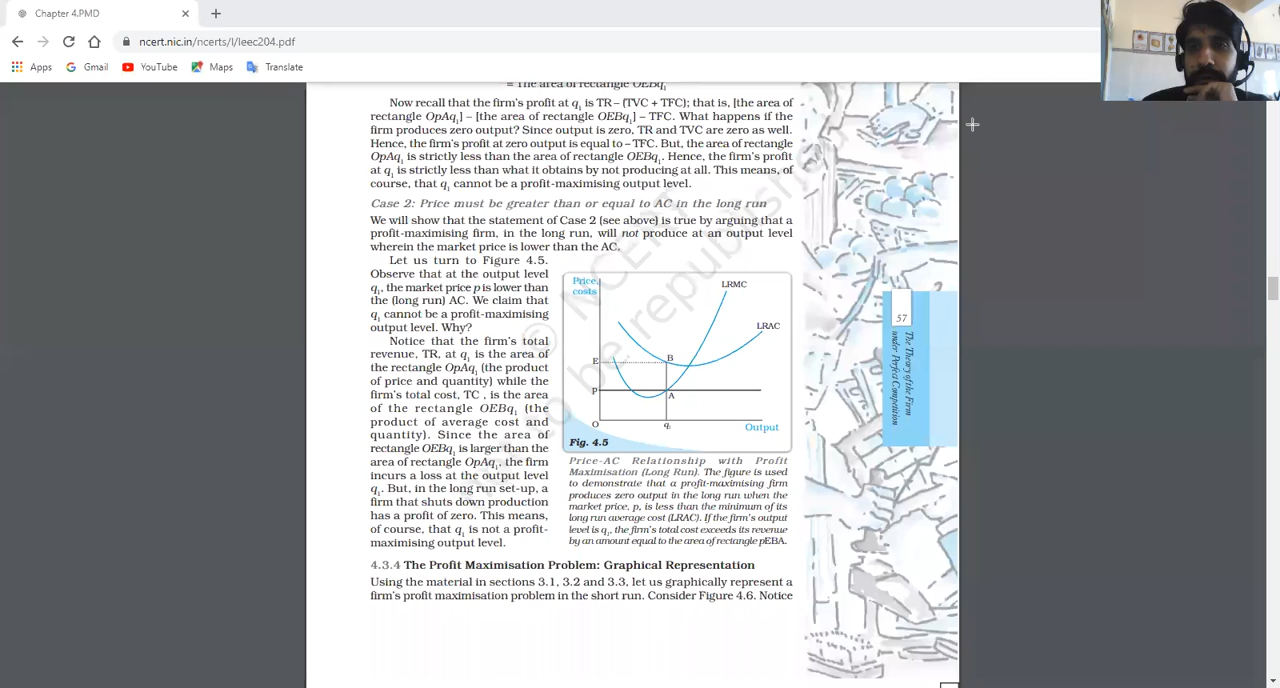 Chapter 4.PMD
ncert.nic.in/ncerts/l/leec204.pdf
Apps Gmail YouTube Maps Translate
= The area of rectangle OEBq1
Now recall that the firm's profit at q1 is TR – (TVC + TFC); that is, [the area of
rectangle OpAq1] – [the area of rectangle OEBq1] – TFC. What happens if the
firm produces zero output? Since output is zero, TR and TVC are zero as well.
Hence, the firm's profit at zero output is equal to – TFC. But, the area of rectangle
OpAq1 is strictly less than the area of rectangle OEBq1. Hence, the firm's profit
at q1 is strictly less than what it obtains by not producing at all. This means, of
course, that q1 cannot be a profit-maximising output level.
Case 2: Price must be greater than or equal to AC in the long run
We will show that the statement of Case 2 (see above) is true by arguing that a
profit-maximising firm, in the long run, will not produce at an output level
wherein the market price is lower than the AC.
Let us turn to Figure 4.5.
Observe that at the output level
q1, the market price p is lower than
the (long run) AC. We claim that
q1 cannot be a profit-maximising
output level. Why?
Notice that the firm's total
revenue, TR, at q1 is the area of
the rectangle OpAq1 (the product
of price and quantity) while the
firm's total cost, TC , is the area
of the rectangle OEBq1 (the
product of average cost and
quantity). Since the area of
rectangle OEBq1 is larger than the
area of rectangle OpAq1, the firm
incurs a loss at the output level
q1. But, in the long run set-up, a
firm that shuts down production
has a profit of zero. This means,
of course, that q1 is not a profit-
maximising output level.
Price,
costs
LRMC
LRAC
E
B
p
A
O
q1
Output
Fig. 4.5
Price-AC Relationship with Profit
Maximisation (Long Run). The figure is used
to demonstrate that a profit-maximising firm
produces zero output in the long run when the
market price, p, is less than the minimum of its
long run average cost (LRAC). If the firm's output
level is q1, the firm's total cost exceeds its revenue
by an amount equal to the area of rectangle pEBA.
4.3.4 The Profit Maximisation Problem: Graphical Representation
Using the material in sections 3.1, 3.2 and 3.3, let us graphically represent a
firm's profit maximisation problem in the short run. Consider Figure 4.6. Notice
57
The Theory of the Firm
under Perfect Competition
© NCERT
not to be republished